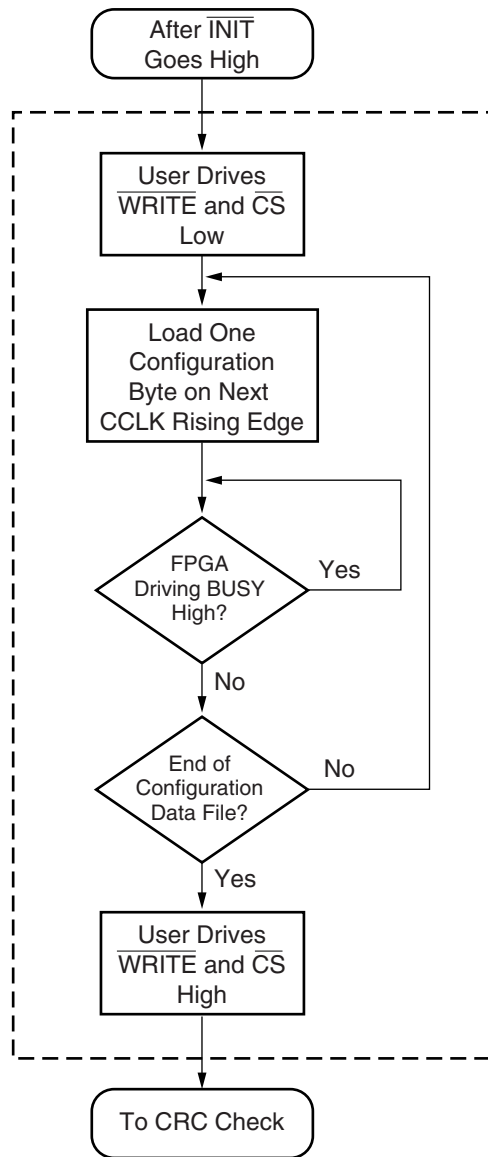 After INIT
Goes High
User Drives
WRITE and CS
Low
Load One
Configuration
Byte on Next
CCLK Rising Edge
FPGA
Driving BUSY
High?
Yes
No
End of
Configuration
Data File?
No
Yes
User Drives
WRITE and CS
High
To CRC Check